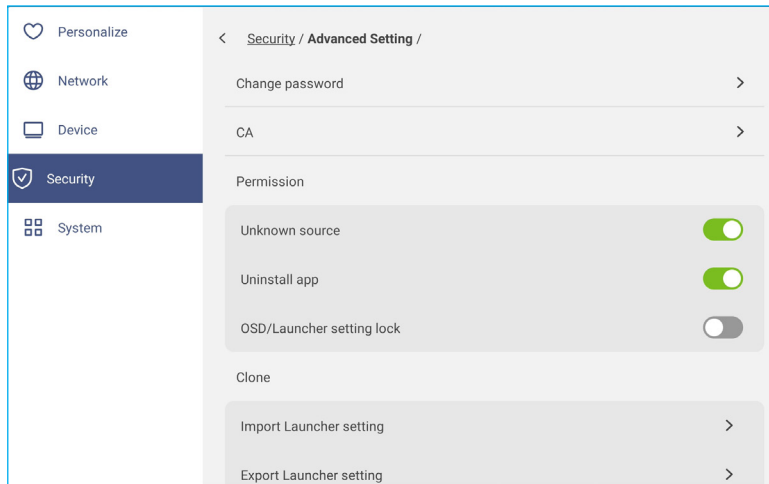 Personalize
Network
Device
Security
System
Security / Advanced Setting /
Change password
CA
Permission
Unknown source
Uninstall app
OSD/Launcher setting lock
Clone
Import Launcher setting
Export Launcher setting